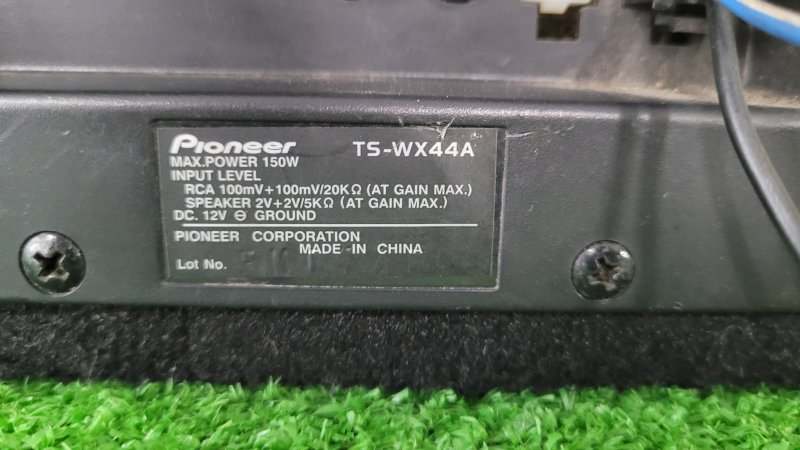 Pioneer TS-WX44A
MAX.POWER 150W
INPUT LEVEL
RCA 100mV+100mV/20KΩ (AT GAIN MAX.)
SPEAKER 2V+2V/5KΩ (AT GAIN MAX.)
DC. 12V ⊖ GROUND
PIONEER CORPORATION
MADE-IN CHINA
Lot No.